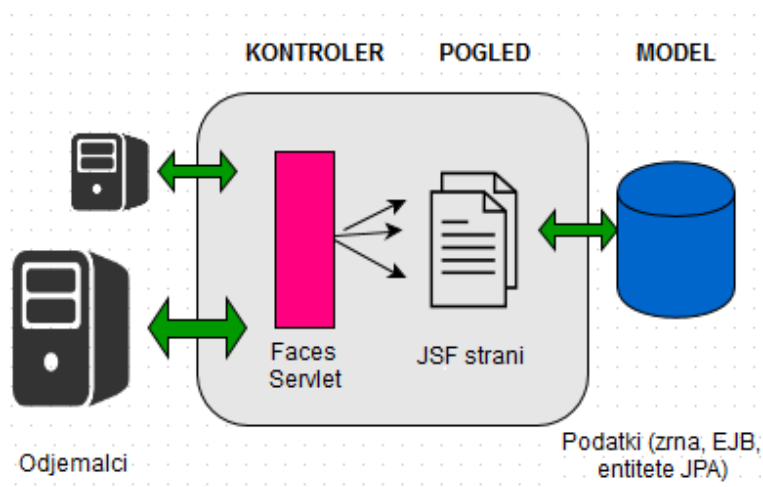 KONTROLER POGLED MODEL
Faces
Servlet
JSF strani
Odjemalci
Podatki (zrna, EJB,
entitete JPA)